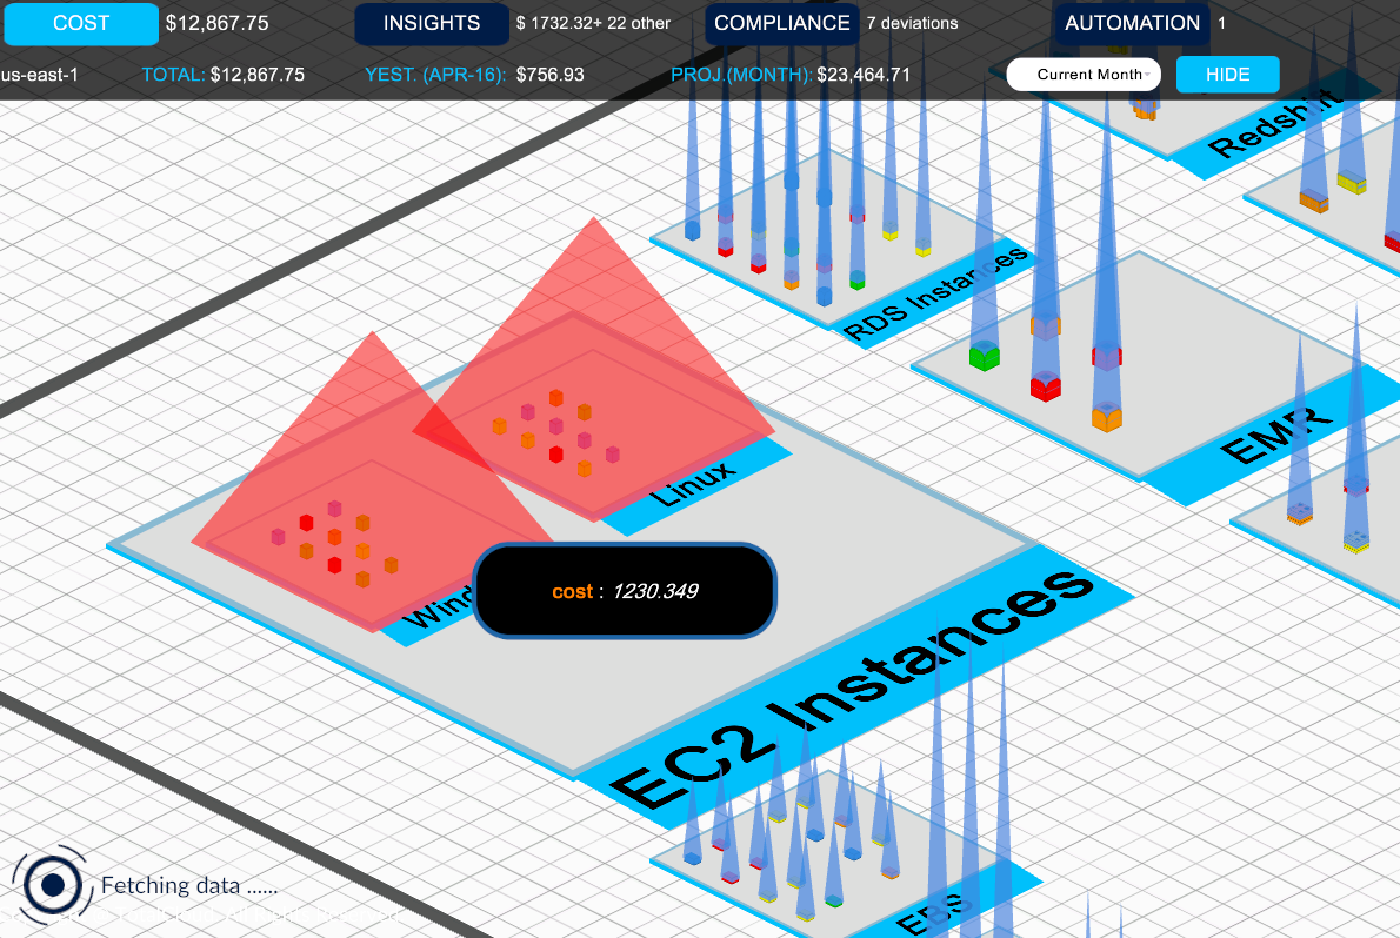 COST $12,867.75 INSIGHTS $ 1732.32+ 22 other COMPLIANCE 7 deviations AUTOMATION 1
us-east-1 TOTAL: $12,867.75 YEST. (APR-16): $756.93 PROJ.(MONTH): $23,464.71 Current Month HIDE
Redshift
RDS Instances
EMR
Linux
Wind
cost : 1230.349
EC2 Instances
EBS
Fetching data ......